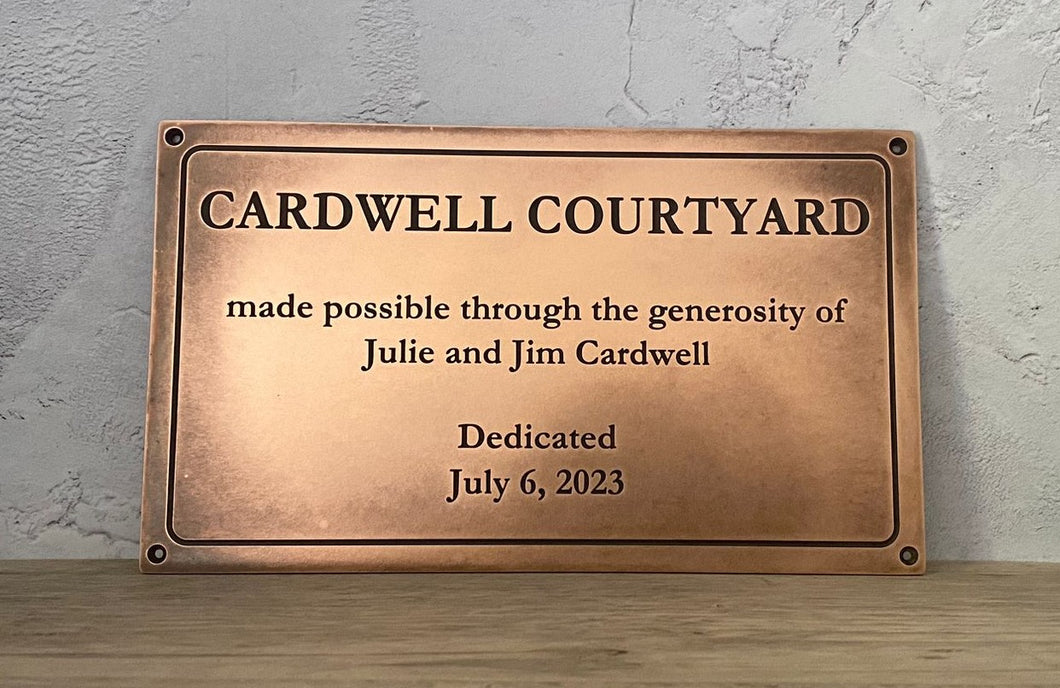 CARDWELL COURTYARD
made possible through the generosity of
Julie and Jim Cardwell
Dedicated
July 6, 2023